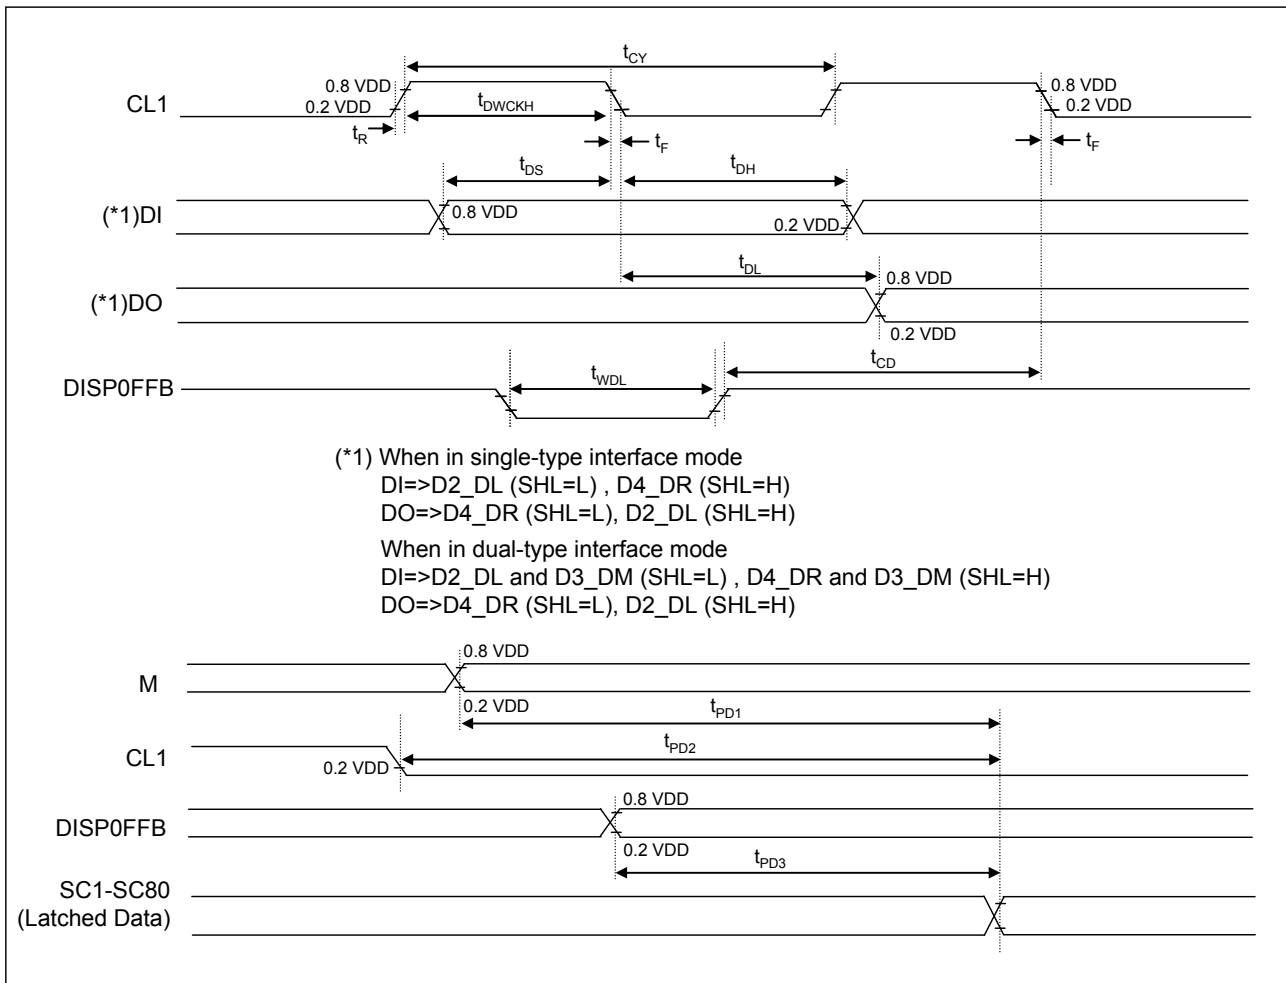 tCY
0.8 VDD
0.8 VDD
CL1
0.2 VDD
tDWCKH
0.2 VDD
tR
tF
tF
tDS
tDH
(*1)DI
0.8 VDD
0.2 VDD
tDL
0.8 VDD
(*1)DO
0.2 VDD
tCD
DISP0FFB
tWDL
(*1) When in single-type interface mode
DI=>D2_DL (SHL=L) , D4_DR (SHL=H)
DO=>D4_DR (SHL=L), D2_DL (SHL=H)
When in dual-type interface mode
DI=>D2_DL and D3_DM (SHL=L) , D4_DR and D3_DM (SHL=H)
DO=>D4_DR (SHL=L), D2_DL (SHL=H)
0.8 VDD
M
0.2 VDD
tPD1
CL1
0.2 VDD
tPD2
0.8 VDD
DISP0FFB
0.2 VDD
tPD3
SC1-SC80
(Latched Data)